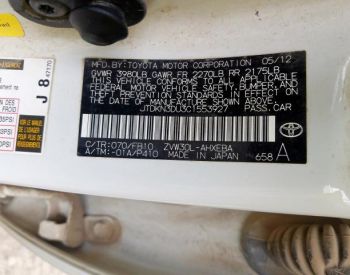 MFD.BY:TOYOTA MOTOR CORPORATION 05/12
GVWR 3980LB GAWR FR 2270LB RR 2175LB
THIS VEHICLE CONFORMS TO ALL APPLICABLE
FEDERAL MOTOR VEHICLE SAFETY, BUMPER,
AND THEFT PREVENTION STANDARDS IN
EFFECT ON THE DATE OF MANUFACTURE
SHOWN ABOVE.
PASS.CAR
C/TR:070/FB10 ZVW30L-AHXEBA
A/TM:-01A/P410 MADE IN JAPAN
658 A
J 8
47170